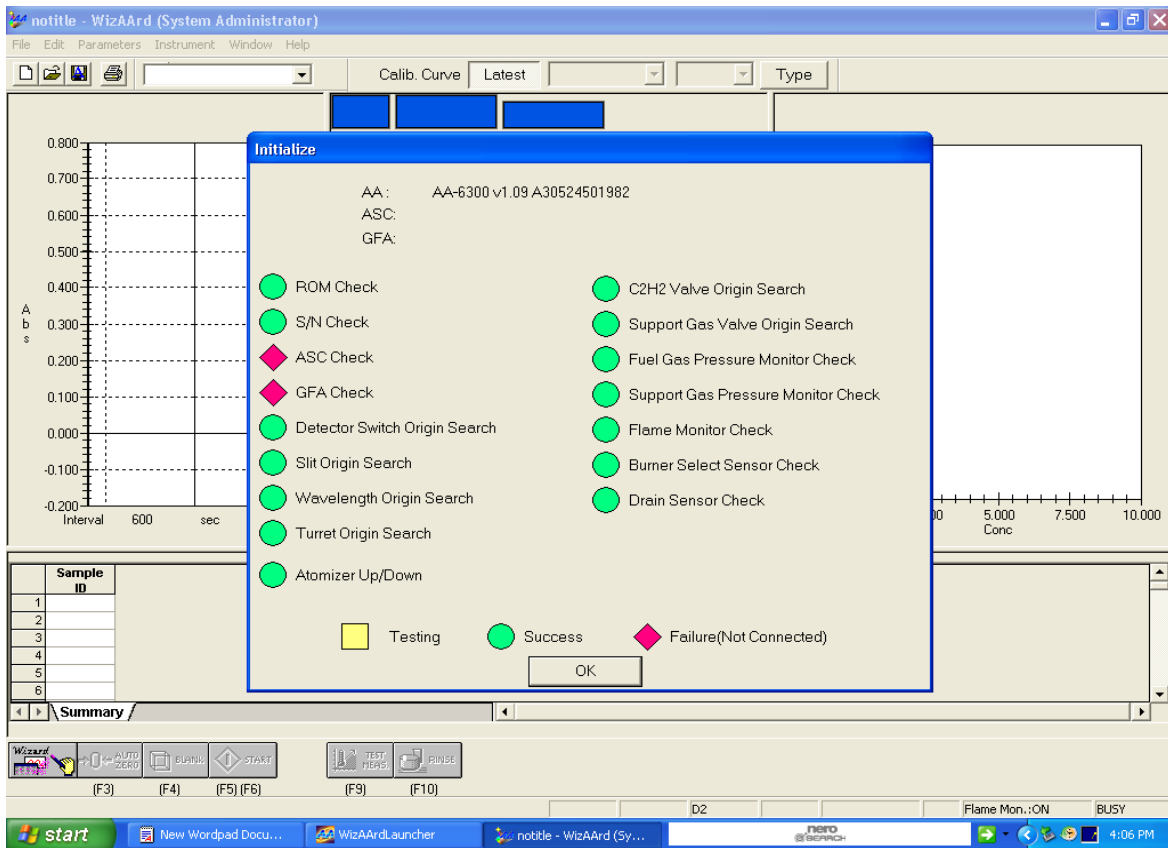 notitle - WizAArd (System Administrator)
File Edit Parameters Instrument Window Help
Calib. Curve Latest Type
Initialize
AA : AA-6300 v1.09 A30524501982
ASC:
GFA:
ROM Check
S/N Check
ASC Check
GFA Check
Detector Switch Origin Search
Slit Origin Search
Wavelength Origin Search
Turret Origin Search
Atomizer Up/Down
C2H2 Valve Origin Search
Support Gas Valve Origin Search
Fuel Gas Pressure Monitor Check
Support Gas Pressure Monitor Check
Flame Monitor Check
Burner Select Sensor Check
Drain Sensor Check
Testing Success Failure(Not Connected)
OK
Abs
0.800
0.700
0.600
0.500
0.400
0.300
0.200
0.100
0.000
-0.100
-0.200
Interval 600 sec
5.000 7.500 10.000
Conc
Sample
ID
1
2
3
4
5
6
Summary
Wizard AUTO ZERO BLANK START TEST MEAS. RINSE
(F3) (F4) (F5) (F6) (F9) (F10)
D2 Flame Mon.:ON BUSY
start New Wordpad Docu... WizAArdLauncher notitle - WizAArd (Sy... nero SEARCH 4:06 PM